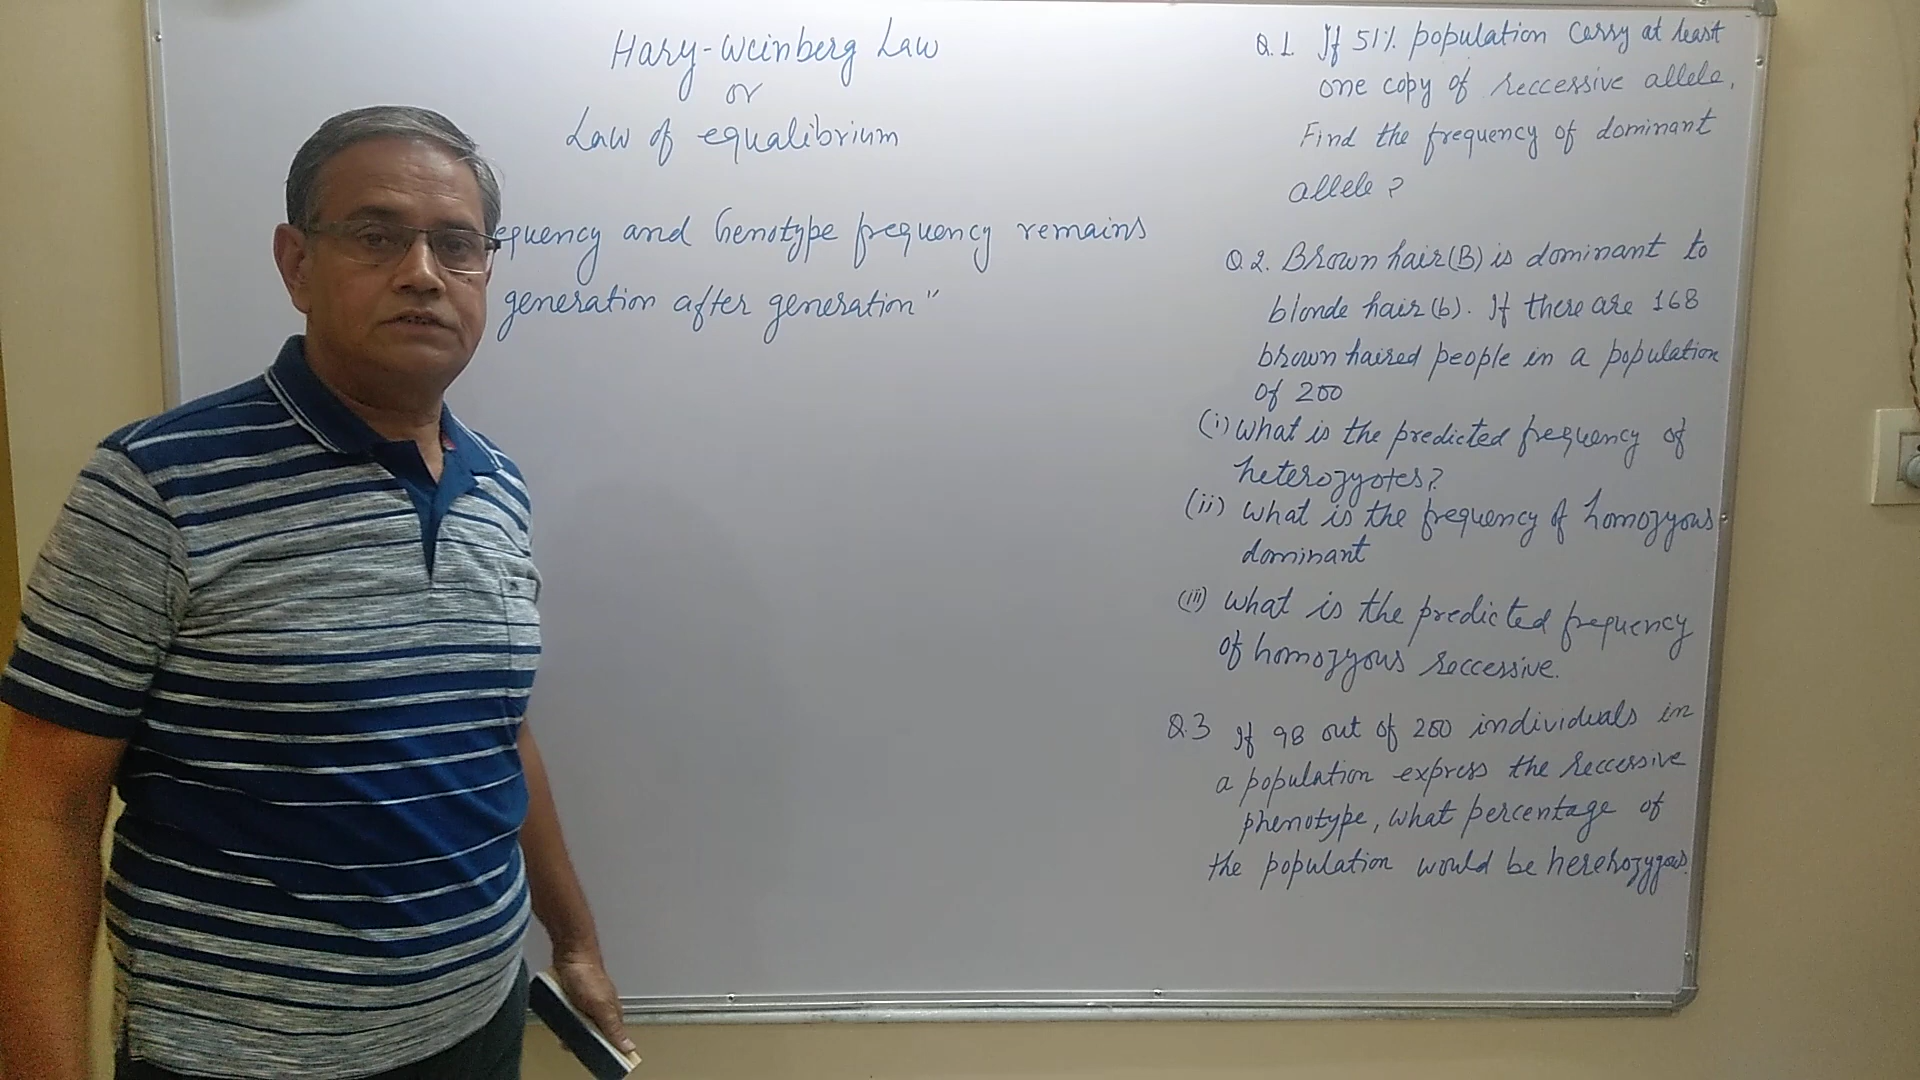 Hary-Weinberg Law
or
Law of equalibrium
equency and Genotype frequency remains
generation after generation"
Q.1. If 51% population carry at least
one copy of reccessive allele.
Find the frequency of dominant
allele?
Q.2. Brown hair (B) is dominant to
blonde hair (b). If there are 168
brown haired people in a population
of 200
(i) What is the predicted frequency of
heterozygotes?
(ii) What is the frequency of homozyous
dominant
(iii) What is the predicted frequency
of homozyous reccessive.
Q.3 If 98 out of 200 individuals in
a population express the reccessive
phenotype, what percentage of
the population would be herehozygous.